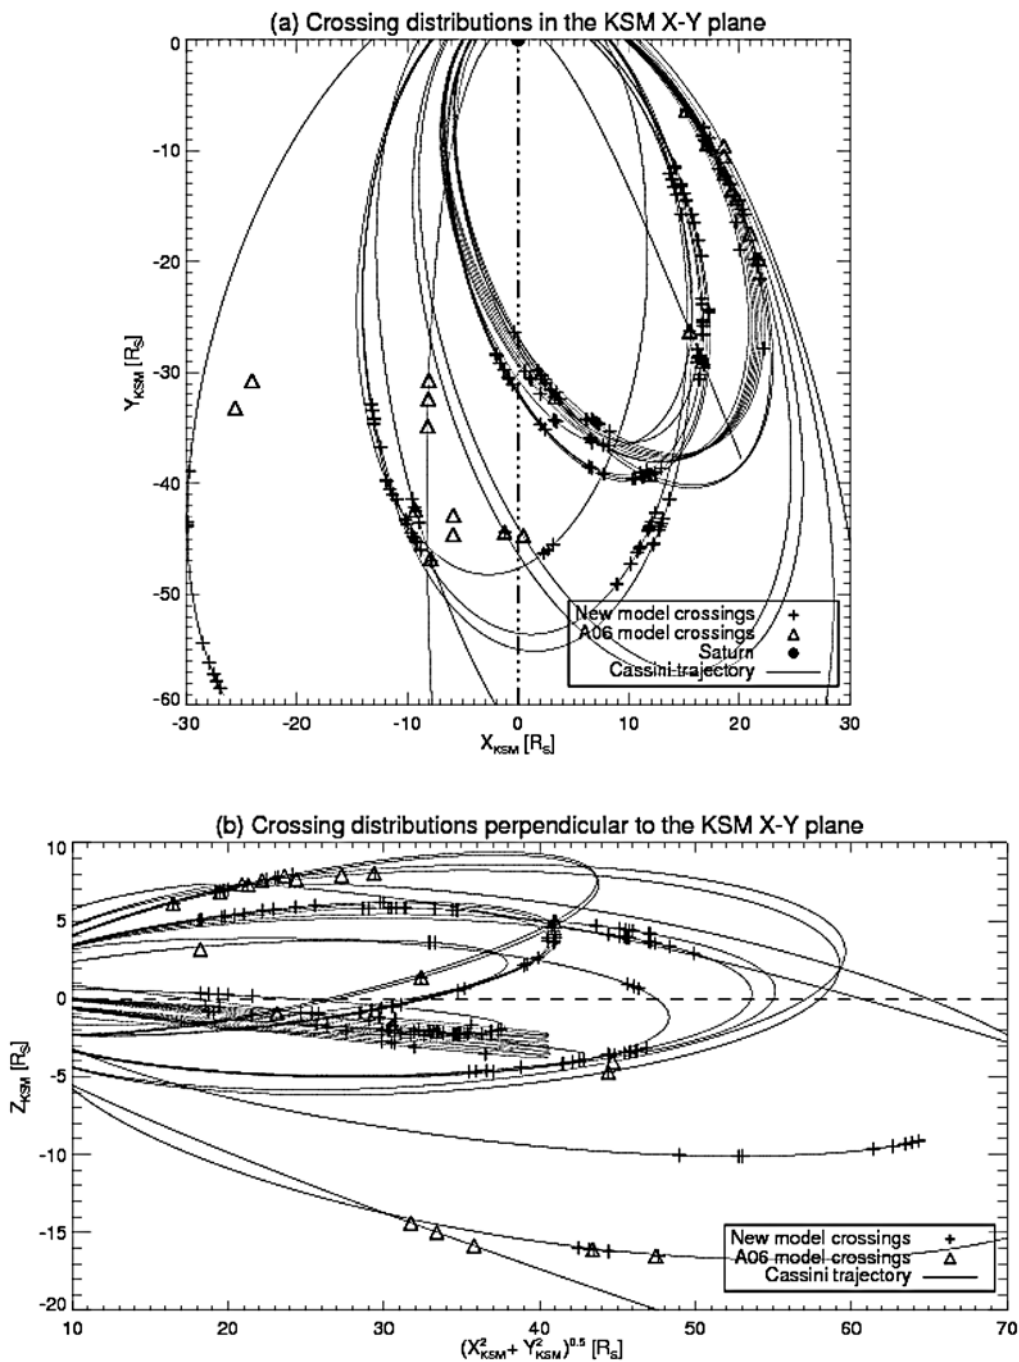 (a) Crossing distributions in the KSM X-Y plane
0
-10
-20
-30
-40
-50
-60
Y_KSM [R_S]
New model crossings
A06 model crossings
Saturn
Cassini trajectory
-30 -20 -10 0 10 20 30
X_KSM [R_S]
(b) Crossing distributions perpendicular to the KSM X-Y plane
10
5
0
-5
-10
-15
-20
Z_KSM [R_S]
New model crossings
A06 model crossings
Cassini trajectory
10 20 30 40 50 60 70
(X²_KSM + Y²_KSM)^0.5 [R_S]